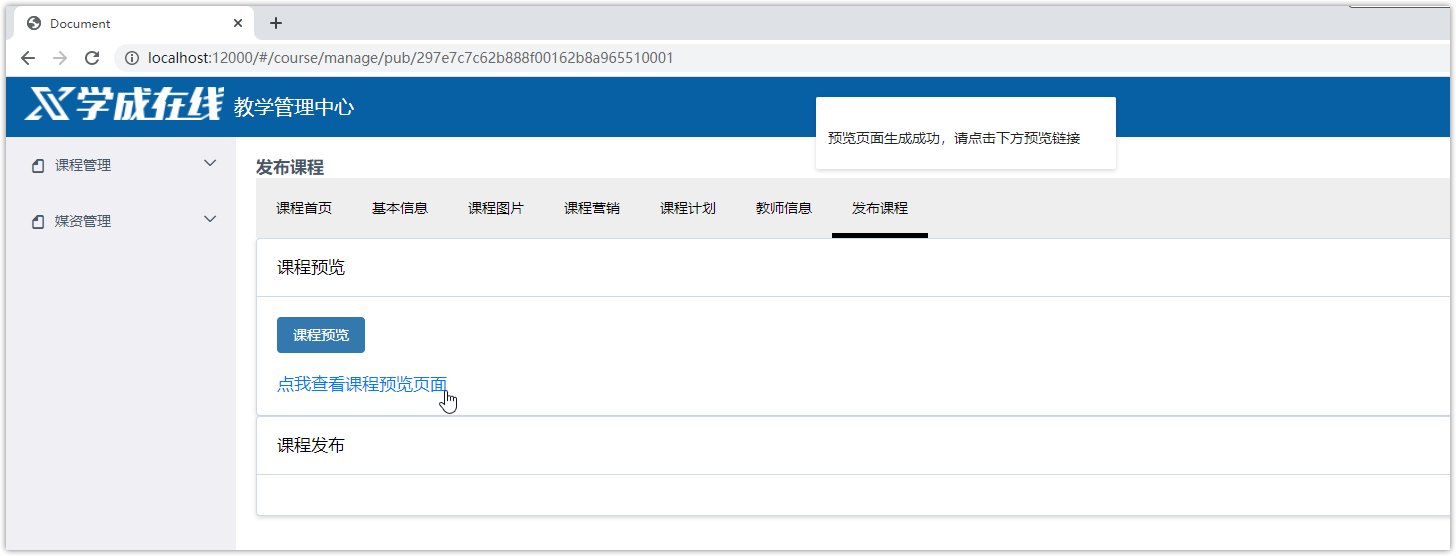 Document
localhost:12000/#/course/manage/pub/297e7c7c62b888f00162b8a965510001
学成在线 教学管理中心
预览页面生成成功，请点击下方预览链接
课程管理
媒资管理
发布课程
课程首页 基本信息 课程图片 课程营销 课程计划 教师信息 发布课程
课程预览
课程预览
点我查看课程预览页面
课程发布